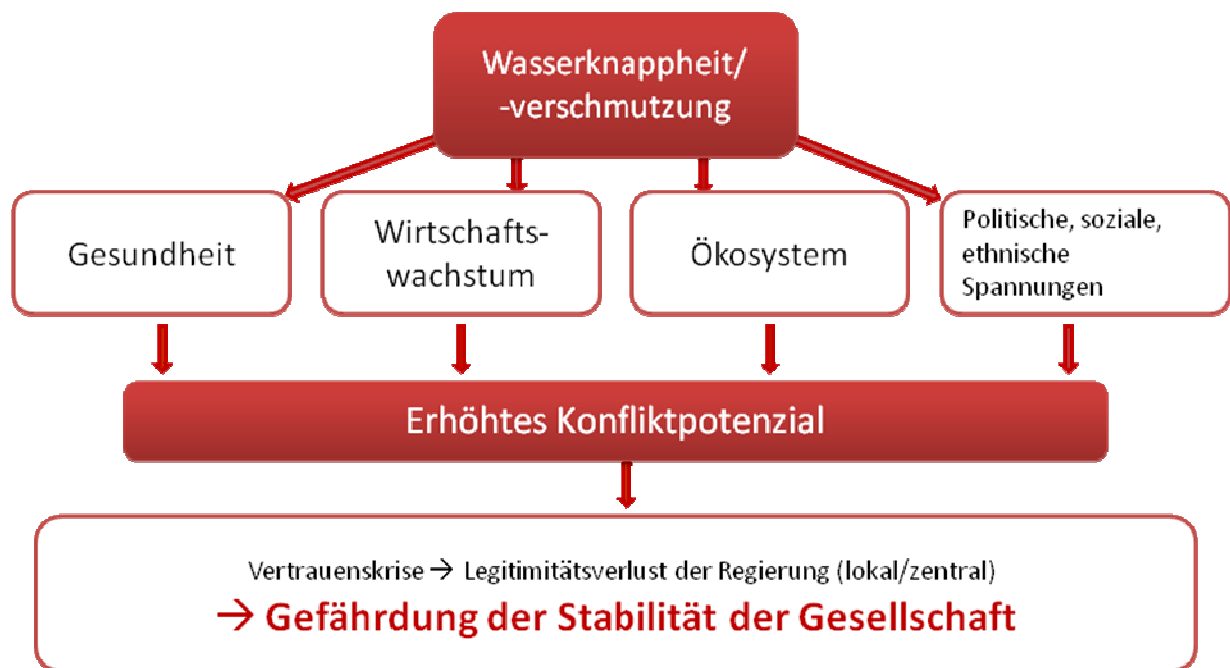 Wasserknappheit/
-verschmutzung
Gesundheit
Wirtschafts-
wachstum
Ökosystem
Politische, soziale,
ethnische
Spannungen
Erhöhtes Konfliktpotenzial
Vertrauenskrise → Legitimitätsverlust der Regierung (lokal/zentral)
→ Gefährdung der Stabilität der Gesellschaft